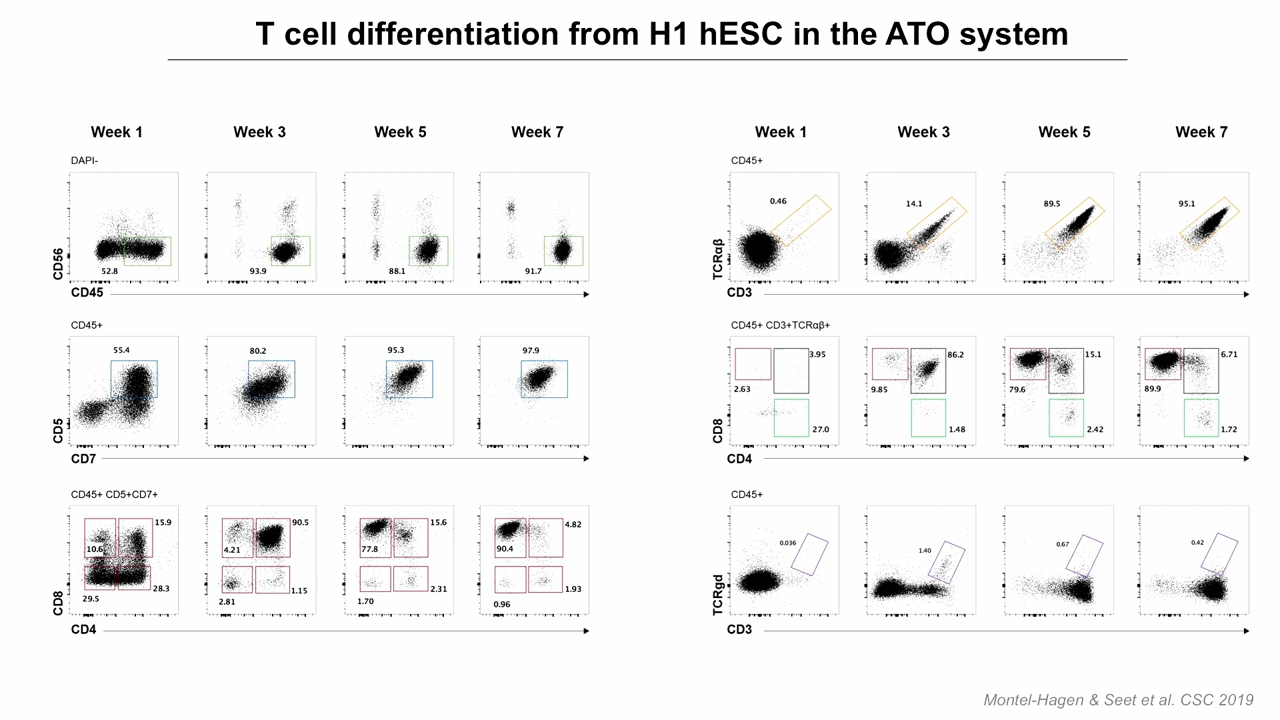 T cell differentiation from H1 hESC in the ATO system
Week 1 Week 3 Week 5 Week 7
DAPI-
CD56
52.8 93.9 88.1 91.7
CD45
CD45+
55.4 80.2 95.3 97.9
CD5
CD7
CD45+ CD5+CD7+
15.9 90.5 15.6 4.82
10.6 4.21 77.8 90.4
28.3 1.15 2.31 1.93
29.5 2.81 1.70 0.96
CD8
CD4
Week 1 Week 3 Week 5 Week 7
CD45+
0.46 14.1 89.5 95.1
TCRαβ
CD3
CD45+ CD3+TCRαβ+
3.95 86.2 15.1 6.71
2.63 9.85 79.6 89.9
27.0 1.48 2.42 1.72
CD8
CD4
CD45+
0.036 1.40 0.67 0.42
TCRgd
CD3
Montel-Hagen & Seet et al. CSC 2019